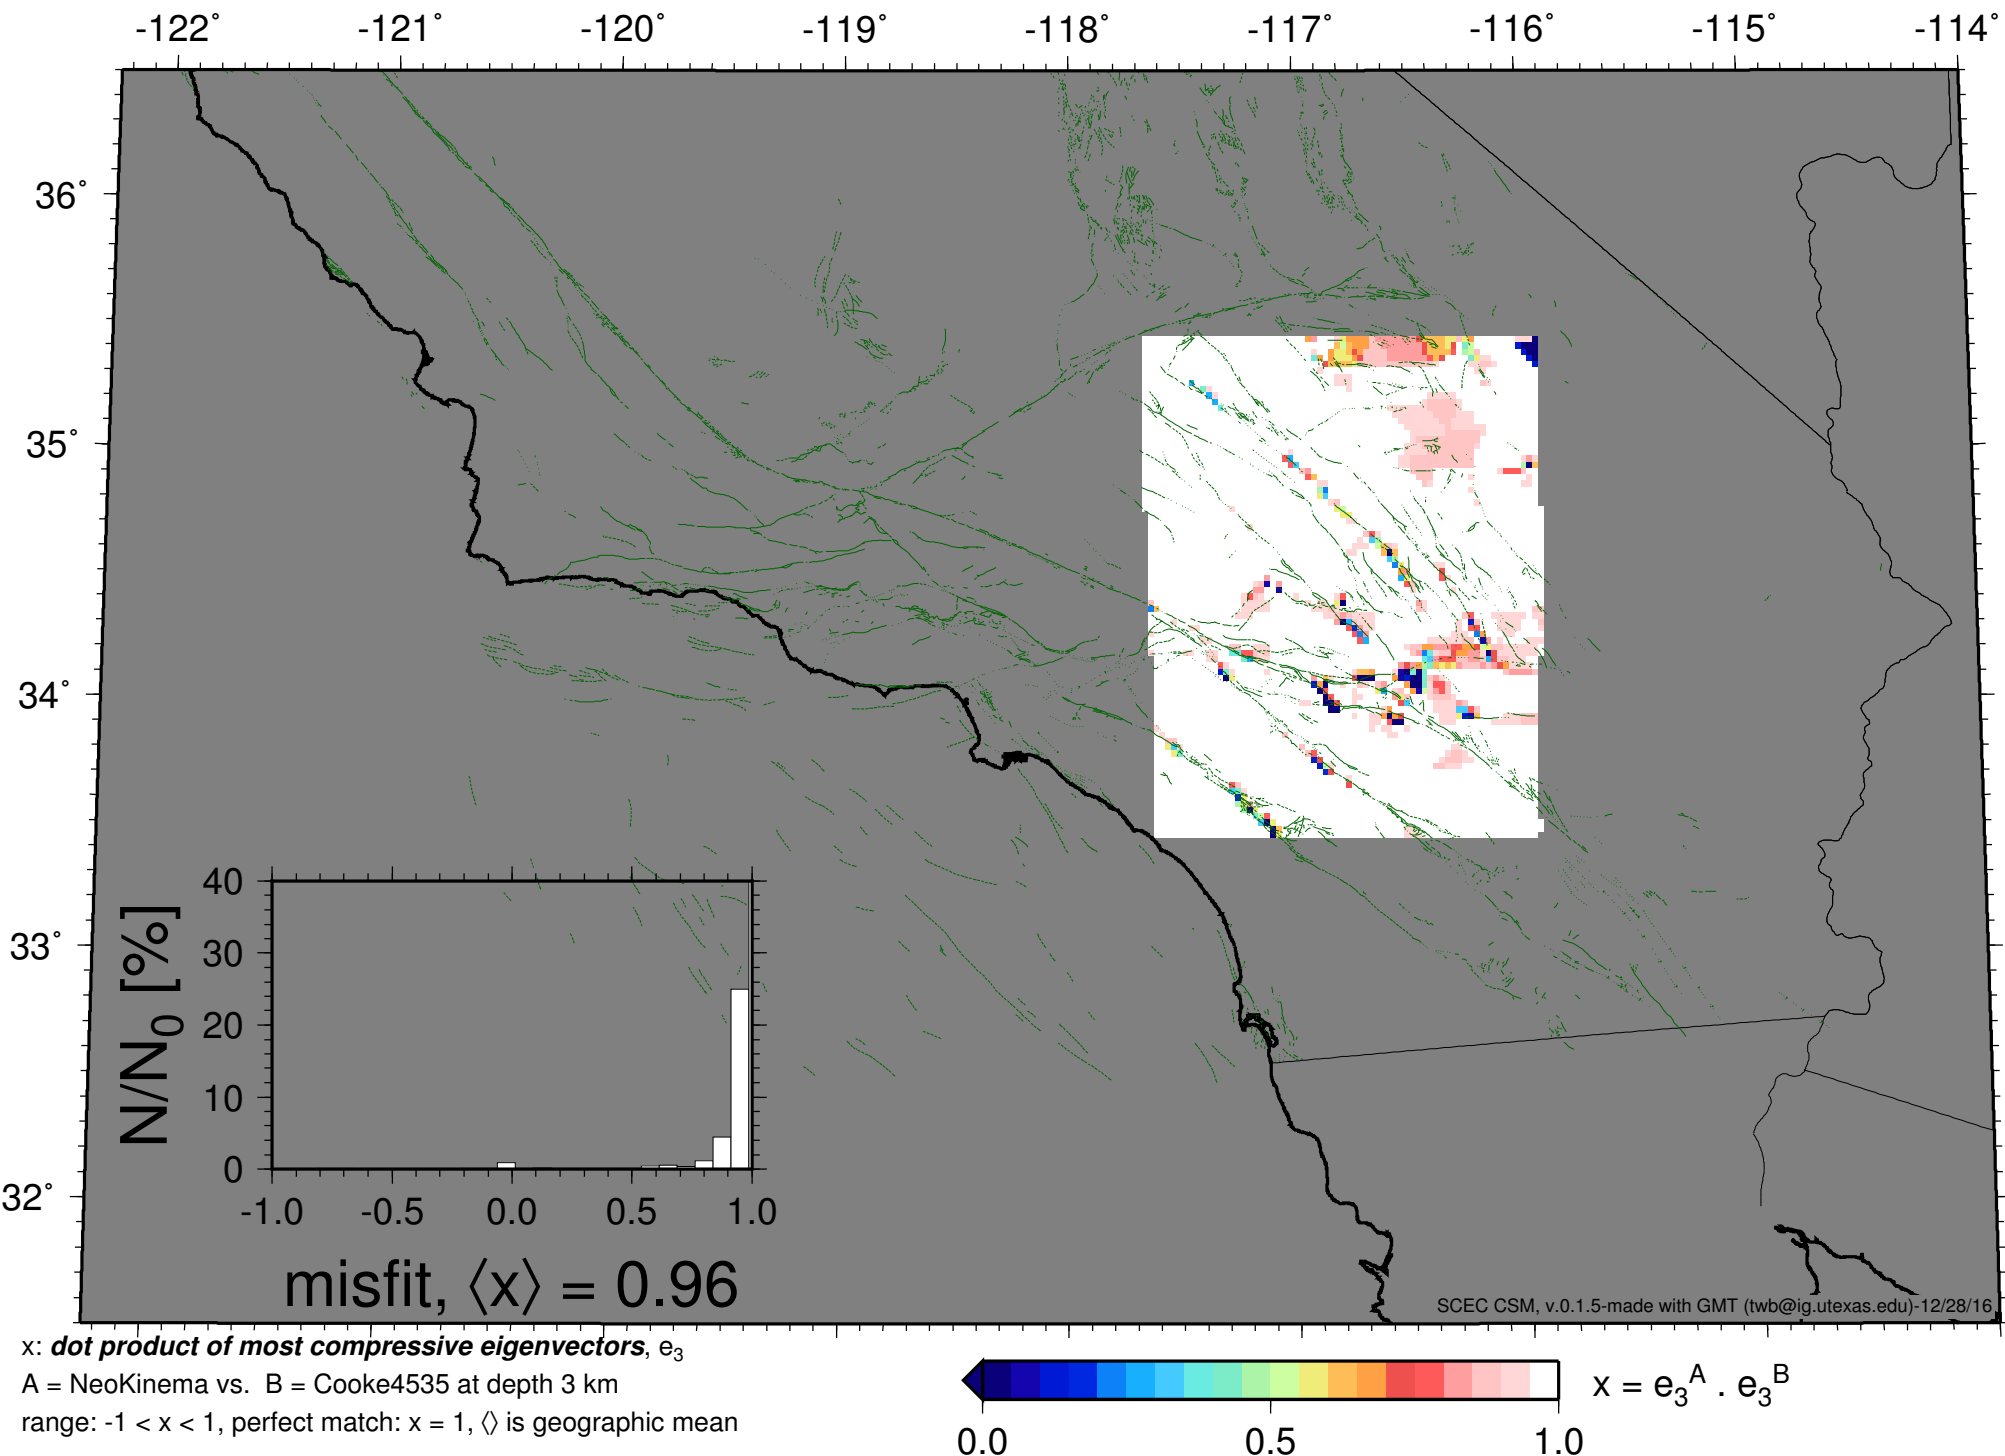 -122˚ -121˚ -120˚ -119˚ -118˚ -117˚ -116˚ -115˚ -114˚
36˚
35˚
34˚
33˚
32˚
40
30
20
10
0
N/N0 [%]
-1.0 -0.5 0.0 0.5 1.0
misfit, ⟨x⟩ = 0.96
SCEC CSM, v.0.1.5-made with GMT (twb@ig.utexas.edu)-12/28/16
x: dot product of most compressive eigenvectors, e3
A = NeoKinema vs. B = Cooke4535 at depth 3 km
range: -1 < x < 1, perfect match: x = 1, ⟨⟩ is geographic mean
x = e3^A . e3^B
0.0 0.5 1.0